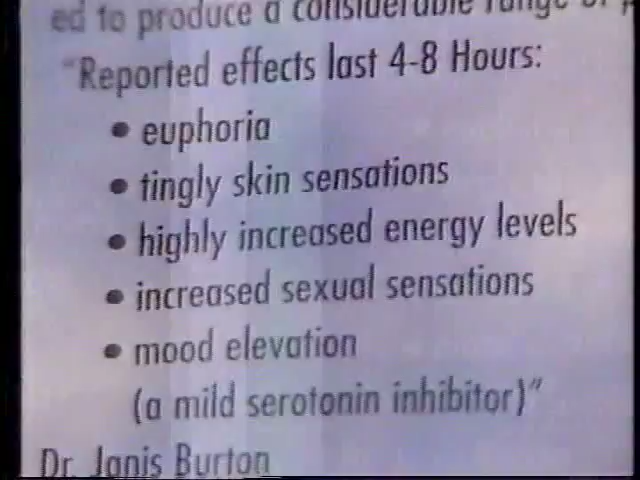 ed to produce a considerable range of
"Reported effects last 4-8 Hours:
• euphoria
• tingly skin sensations
• highly increased energy levels
• increased sexual sensations
• mood elevation
(a mild serotonin inhibitor)"
Dr. Janis Burton